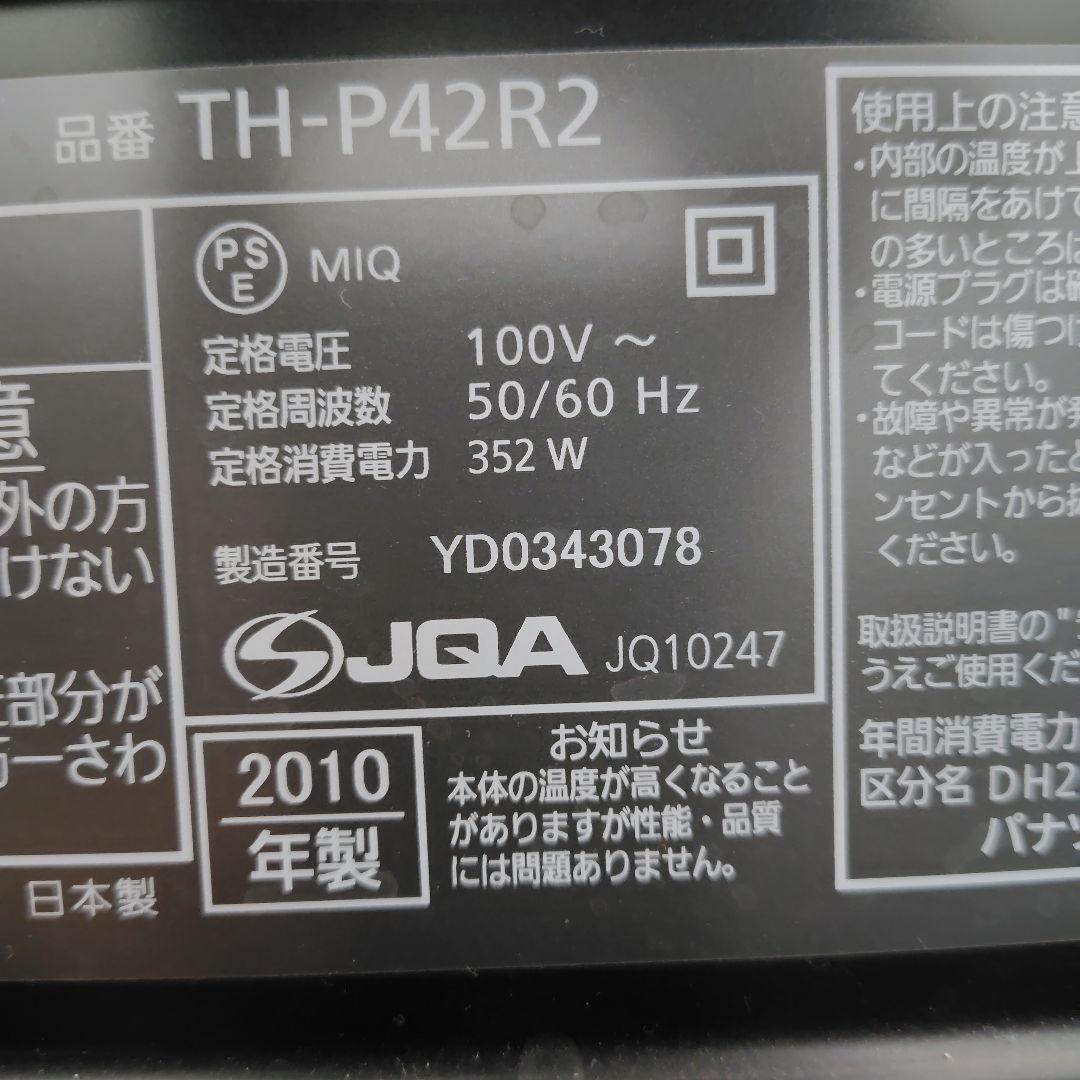 品番 TH-P42R2
PSE MIQ
定格電圧 100V ～
定格周波数 50/60 Hz
定格消費電力 352 W
製造番号 YD0343078
JQA JQ10247
2010
年製
お知らせ
本体の温度が高くなること
がありますが性能・品質
には問題ありません。
意
外の方
けない
部分が
さわ
日本製
使用上の注意
・内部の温度が上
に間隔をあけて
の多いところは
・電源プラグは確
コードは傷つけ
てください。
・故障や異常が発
などが入ったと
ンセントから抜
ください。
取扱説明書の"安
うえご使用くだ
年間消費電力
区分名 DH2
パナソ